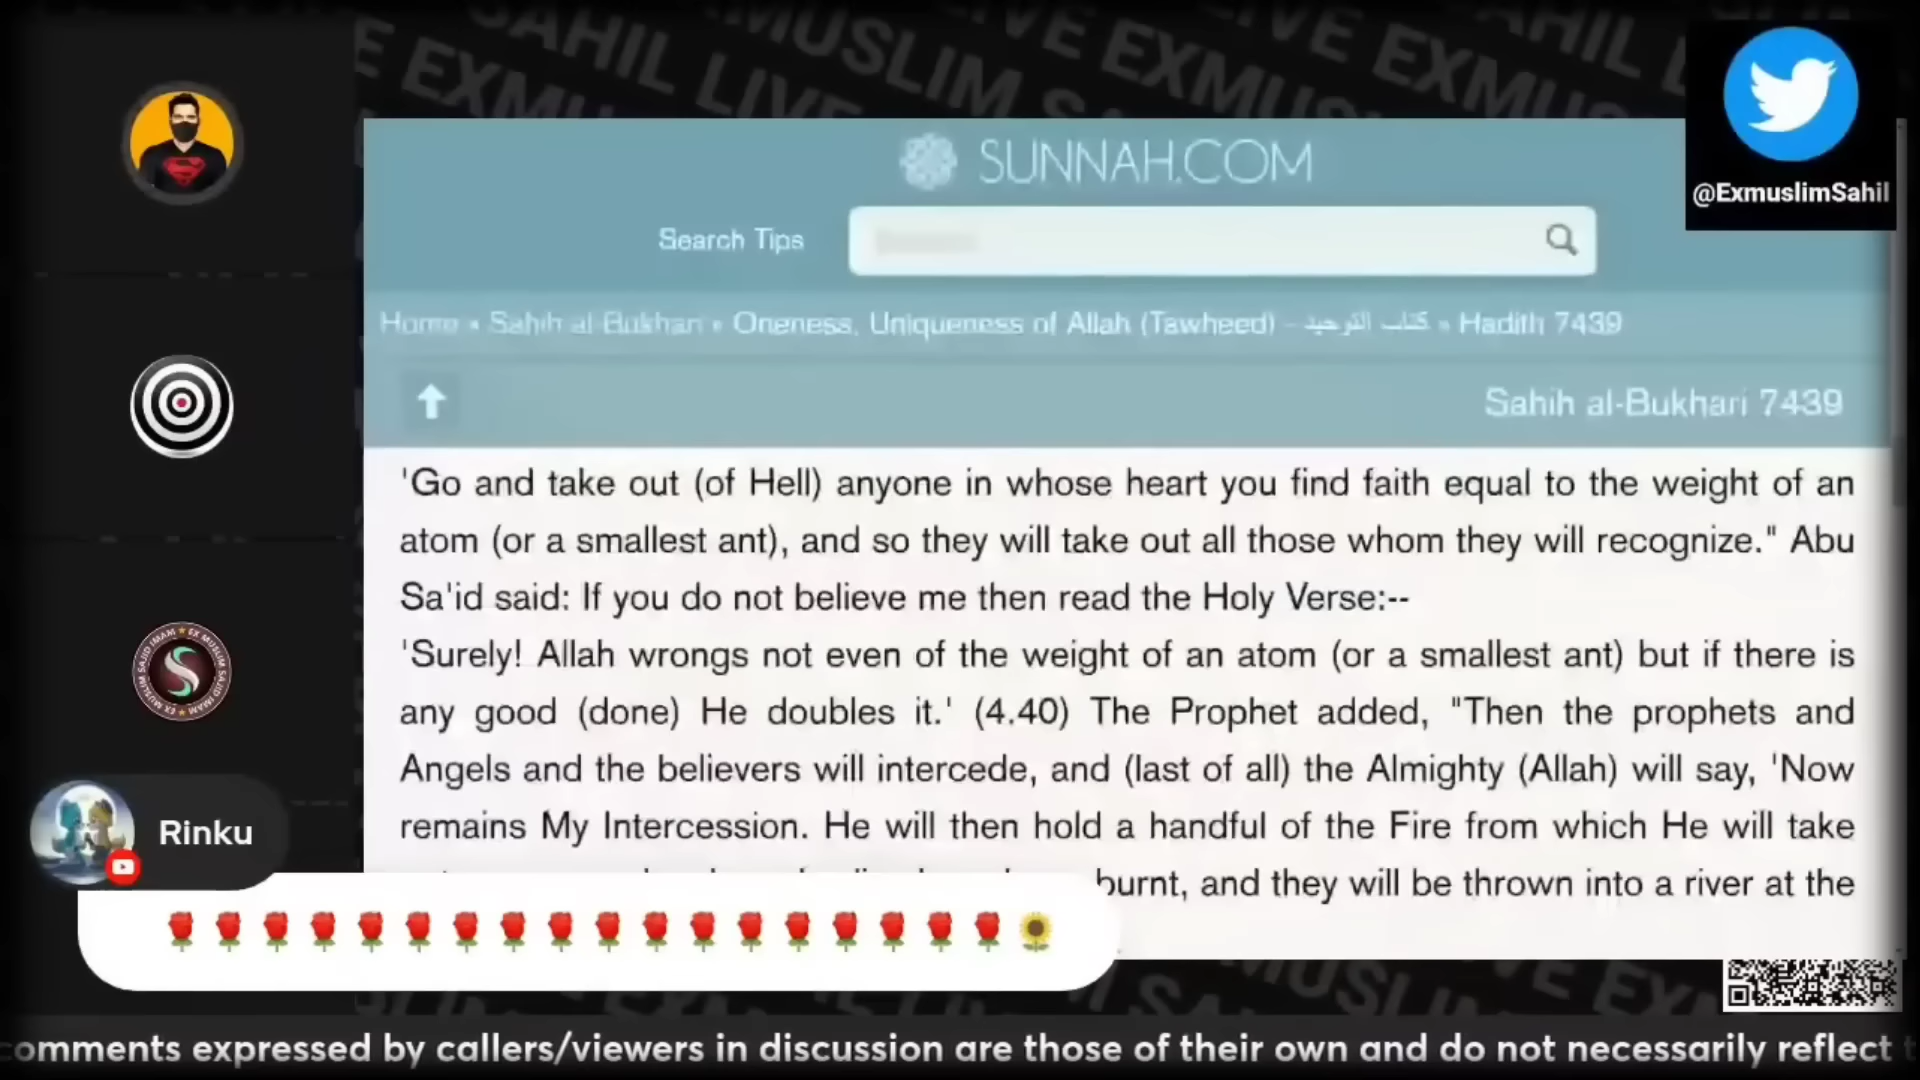 SAHIL LIVE EXMUSLIM
@ExmuslimSahil
SUNNAH.COM
Search Tips
Home » Sahih al-Bukhari » Oneness, Uniqueness of Allah (Tawheed) - كتاب التوحيد » Hadith 7439
Sahih al-Bukhari 7439
'Go and take out (of Hell) anyone in whose heart you find faith equal to the weight of an
atom (or a smallest ant), and so they will take out all those whom they will recognize." Abu
Sa'id said: If you do not believe me then read the Holy Verse:--
'Surely! Allah wrongs not even of the weight of an atom (or a smallest ant) but if there is
any good (done) He doubles it.' (4.40) The Prophet added, "Then the prophets and
Angels and the believers will intercede, and (last of all) the Almighty (Allah) will say, 'Now
remains My Intercession. He will then hold a handful of the Fire from which He will take
burnt, and they will be thrown into a river at the
EX MUSLIM SAJID IMAM
Rinku
🌹🌹🌹🌹🌹🌹🌹🌹🌹🌹🌹🌹🌹🌹🌹🌹🌹🌹🌻
comments expressed by callers/viewers in discussion are those of their own and do not necessarily reflect